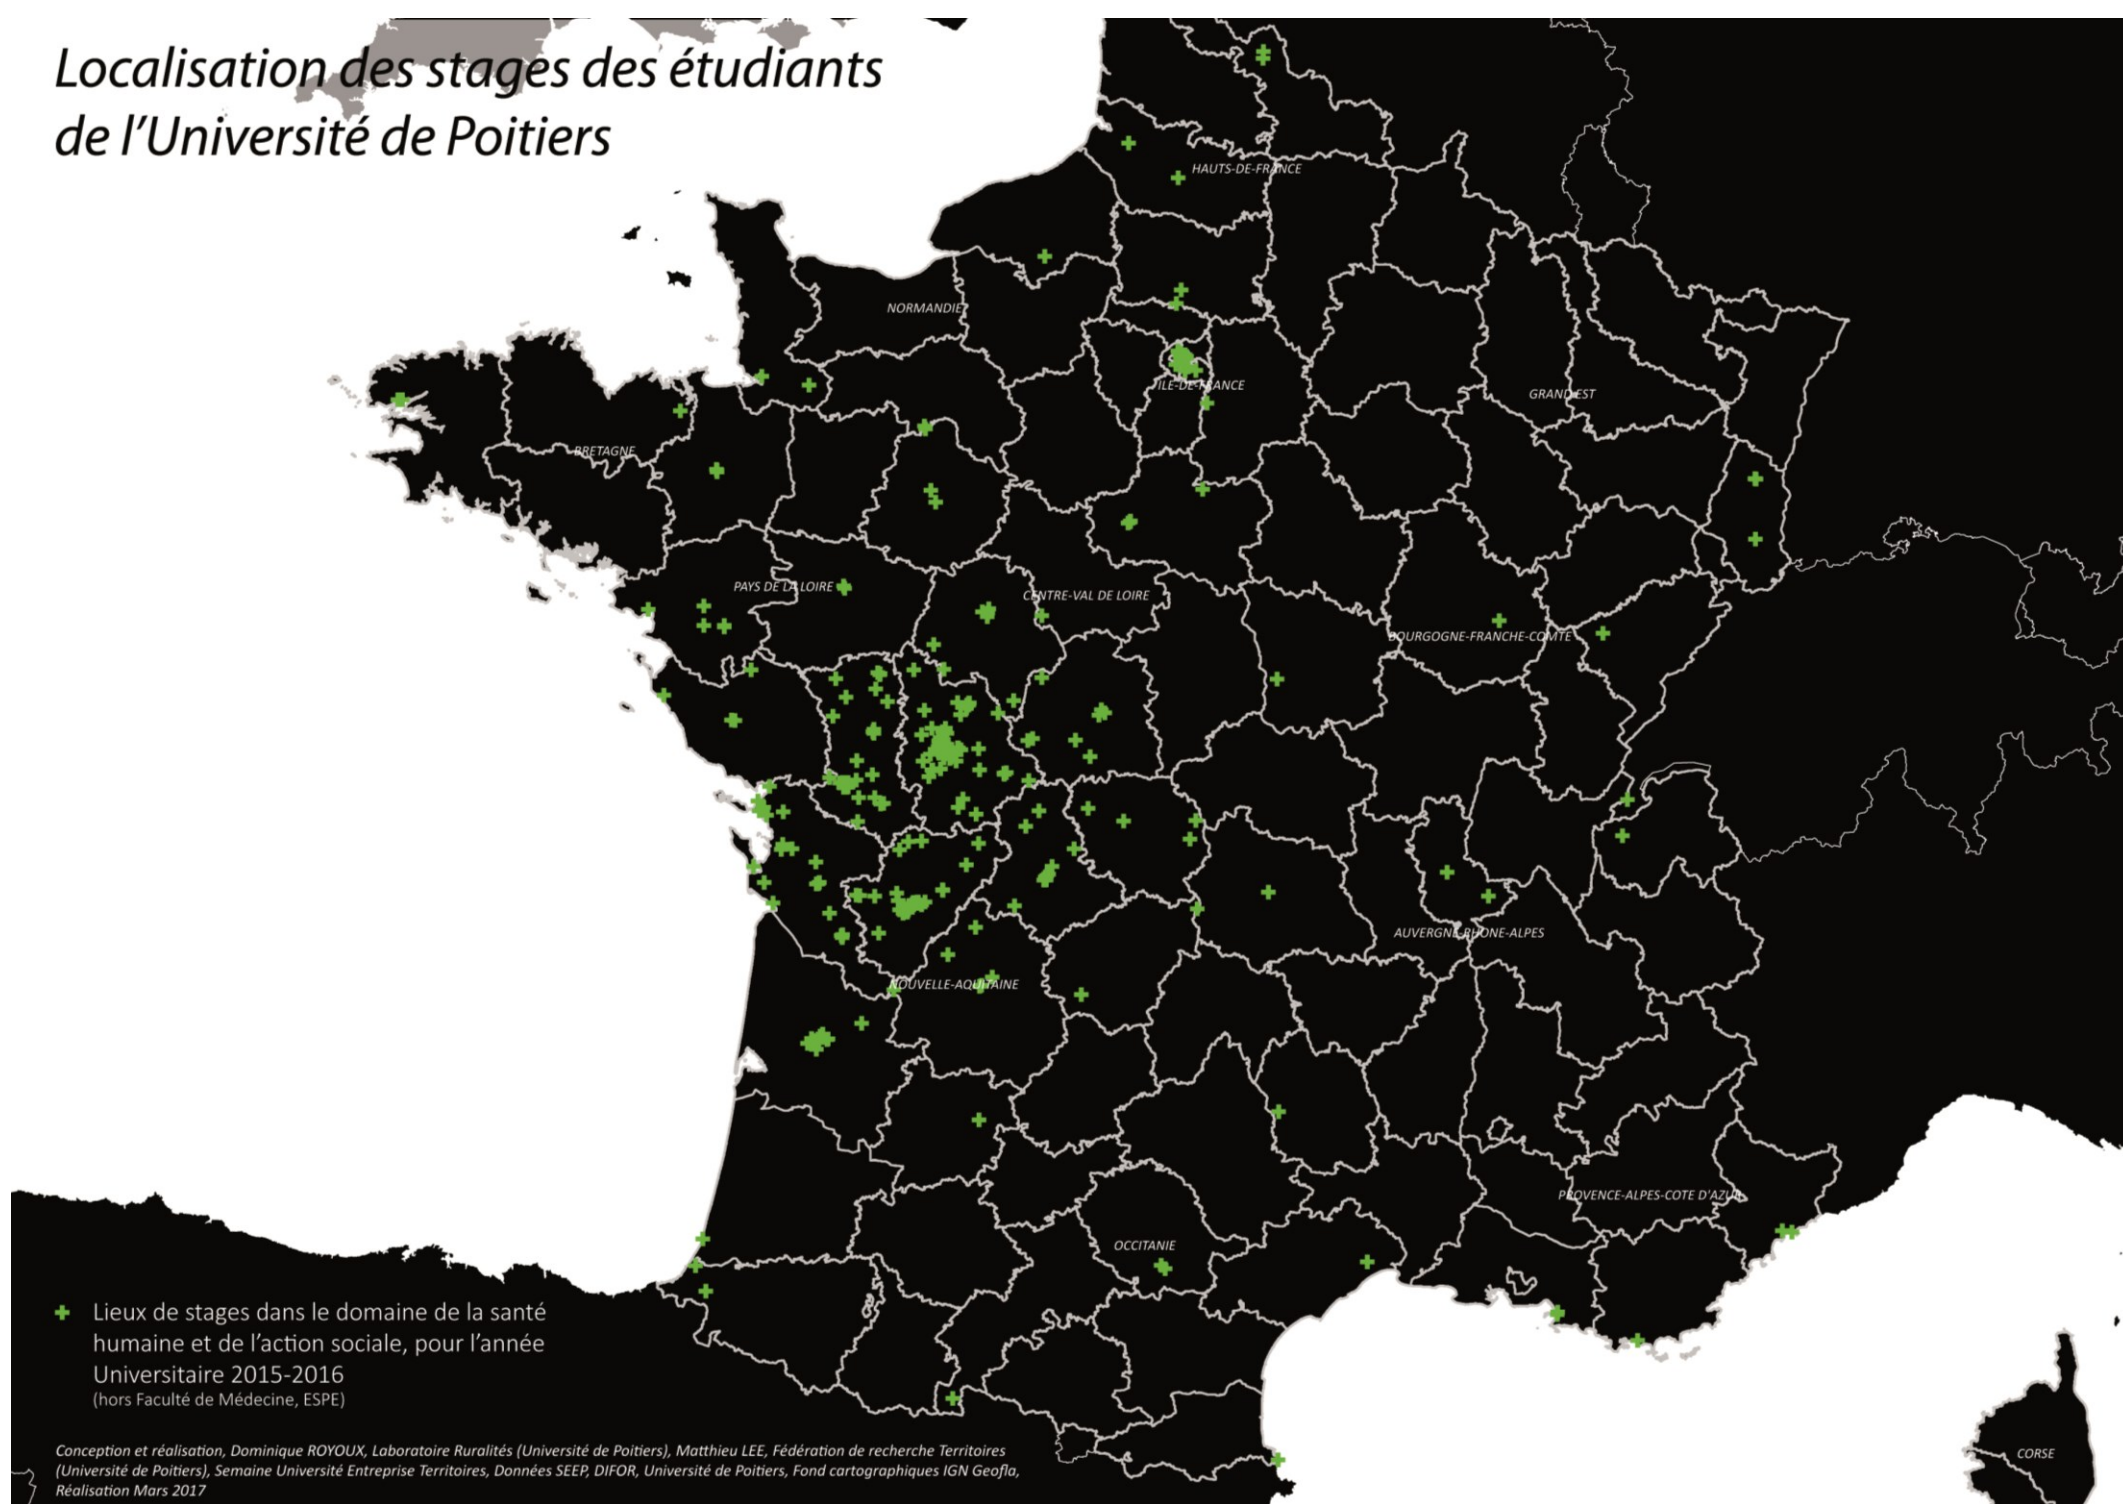 Localisation des stages des étudiants
de l'Université de Poitiers
HAUTS-DE-FRANCE
NORMANDIE
ILE-DE-FRANCE
GRAND EST
BRETAGNE
PAYS DE LA LOIRE
CENTRE-VAL DE LOIRE
BOURGOGNE-FRANCHE-COMTE
AUVERGNE-RHONE-ALPES
NOUVELLE-AQUITAINE
PROVENCE-ALPES-COTE D'AZUR
OCCITANIE
CORSE
Lieux de stages dans le domaine de la santé
humaine et de l'action sociale, pour l'année
Universitaire 2015-2016
(hors Faculté de Médecine, ESPE)
Conception et réalisation, Dominique ROYOUX, Laboratoire Ruralités (Université de Poitiers), Matthieu LEE, Fédération de recherche Territoires
(Université de Poitiers), Semaine Université Entreprise Territoires, Données SEEP, DIFOR, Université de Poitiers, Fond cartographiques IGN Geofla,
Réalisation Mars 2017